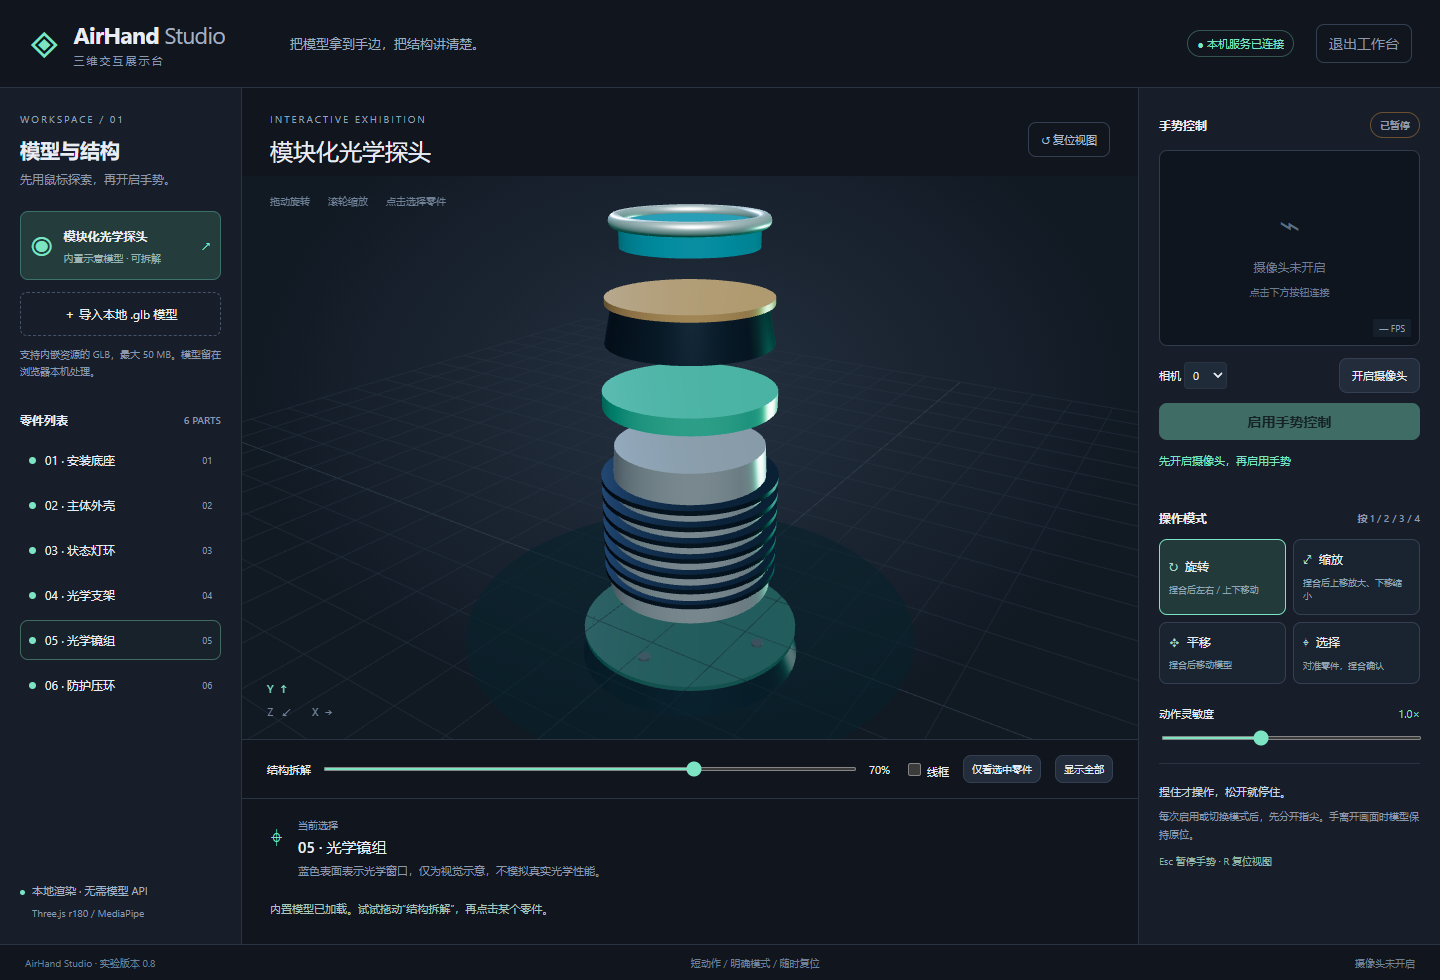 AirHand Studio
三维交互展示台
把模型拿到手边，把结构讲清楚。
● 本机服务已连接
退出工作台
WORKSPACE / 01
模型与结构
先用鼠标探索，再开启手势。
模块化光学探头
内置示意模型 · 可拆解
↗
+ 导入本地 .glb 模型
支持内嵌资源的 GLB，最大 50 MB。模型留在
浏览器本机处理。
零件列表
6 PARTS
01 · 安装底座
01
02 · 主体外壳
02
03 · 状态灯环
03
04 · 光学支架
04
05 · 光学镜组
05
06 · 防护压环
06
本地渲染 · 无需模型 API
Three.js r180 / MediaPipe
INTERACTIVE EXHIBITION
模块化光学探头
↺ 复位视图
拖动旋转
滚轮缩放
点击选择零件
Y ↑
Z ↙ X →
结构拆解
70%
线框
仅看选中零件
显示全部
当前选择
05 · 光学镜组
蓝色表面表示光学窗口，仅为视觉示意，不模拟真实光学性能。
内置模型已加载。试试拖动“结构拆解”，再点击某个零件。
手势控制
已暂停
摄像头未开启
点击下方按钮连接
— FPS
相机 0
开启摄像头
启用手势控制
先开启摄像头，再启用手势
操作模式
按 1 / 2 / 3 / 4
↻ 旋转
捏合后左右 / 上下移动
⤢ 缩放
捏合后上移放大、下移缩
小
✥ 平移
捏合后移动模型
⌖ 选择
对准零件，捏合确认
动作灵敏度
1.0×
捏住才操作，松开就停住。
每次启用或切换模式后，先分开指尖。手离开画面时模型保
持原位。
Esc 暂停手势 · R 复位视图
AirHand Studio · 实验版本 0.8
短动作 / 明确模式 / 随时复位
摄像头未开启